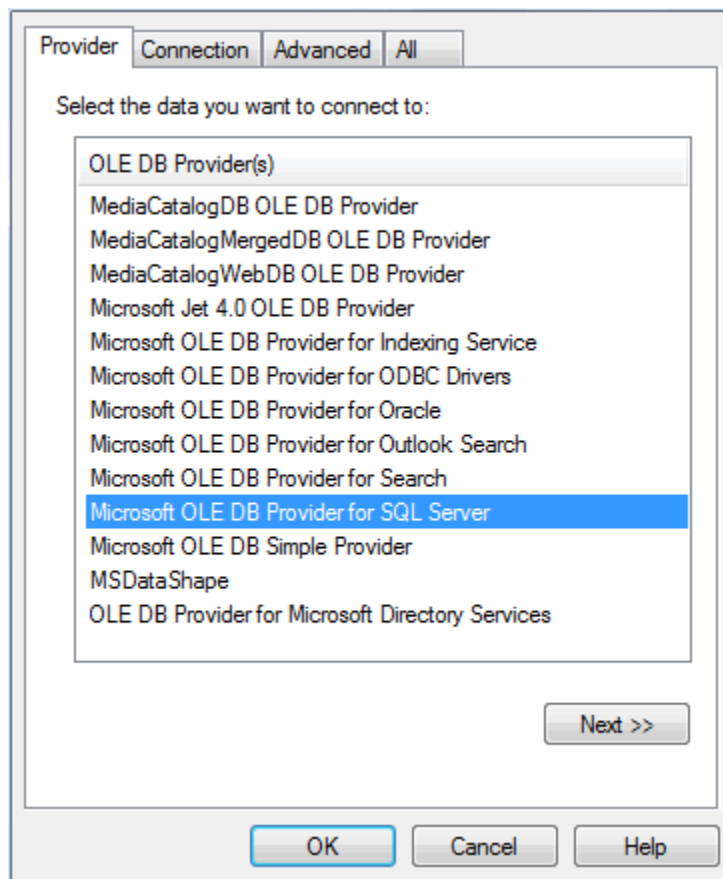 Provider Connection Advanced All
Select the data you want to connect to:
OLE DB Provider(s)
MediaCatalogDB OLE DB Provider
MediaCatalogMergedDB OLE DB Provider
MediaCatalogWebDB OLE DB Provider
Microsoft Jet 4.0 OLE DB Provider
Microsoft OLE DB Provider for Indexing Service
Microsoft OLE DB Provider for ODBC Drivers
Microsoft OLE DB Provider for Oracle
Microsoft OLE DB Provider for Outlook Search
Microsoft OLE DB Provider for Search
Microsoft OLE DB Provider for SQL Server
Microsoft OLE DB Simple Provider
MSDataShape
OLE DB Provider for Microsoft Directory Services
Next >>
OK Cancel Help